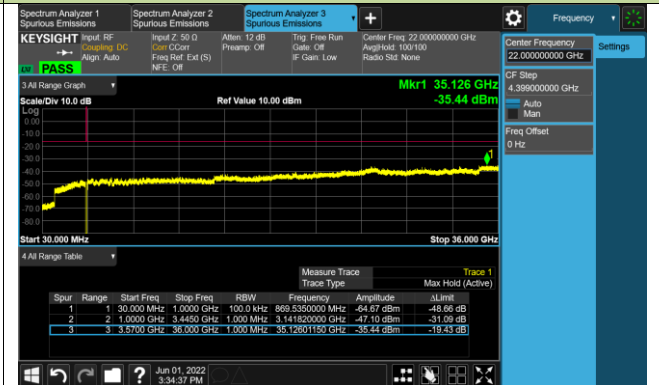 Spectrum Analyzer 1
Spurious Emissions
Spectrum Analyzer 2
Spurious Emissions
Spectrum Analyzer 3
Spurious Emissions
Frequency
KEYSIGHT
Input: RF
Coupling: DC
Align: Auto
Input Z: 50 Ω
Corr CCorr
Freq Ref: Ext (S)
NFE: Off
Atten: 12 dB
Preamp: Off
Trig: Free Run
Gate: Off
IF Gain: Low
Center Freq: 22.000000000 GHz
Avg|Hold: 100/100
Radio Std: None
PASS
Center Frequency
22.000000000 GHz
Settings
CF Step
4.399000000 GHz
Auto
Man
Freq Offset
0 Hz
3 All Range Graph
Mkr1 35.126 GHz
Scale/Div 10.0 dB
Ref Value 10.00 dBm
-35.44 dBm
Log
0.00
-10.0
-20.0
-30.0
-40.0
-50.0
-60.0
-70.0
-80.0
1
Start 30.000 MHz
Stop 36.000 GHz
4 All Range Table
Measure Trace Trace 1
Trace Type Max Hold (Active)
Spur Range Start Freq Stop Freq RBW Frequency Amplitude ΔLimit
1 1 30.000 MHz 1.0000 GHz 100.0 kHz 869.5350000 MHz -64.67 dBm -48.66 dB
2 2 1.0000 GHz 3.4450 GHz 1.000 MHz 3.141820000 GHz -47.10 dBm -31.09 dB
3 3 3.5700 GHz 36.000 GHz 1.000 MHz 35.12601150 GHz -35.44 dBm -19.43 dB
Jun 01, 2022
3:34:37 PM